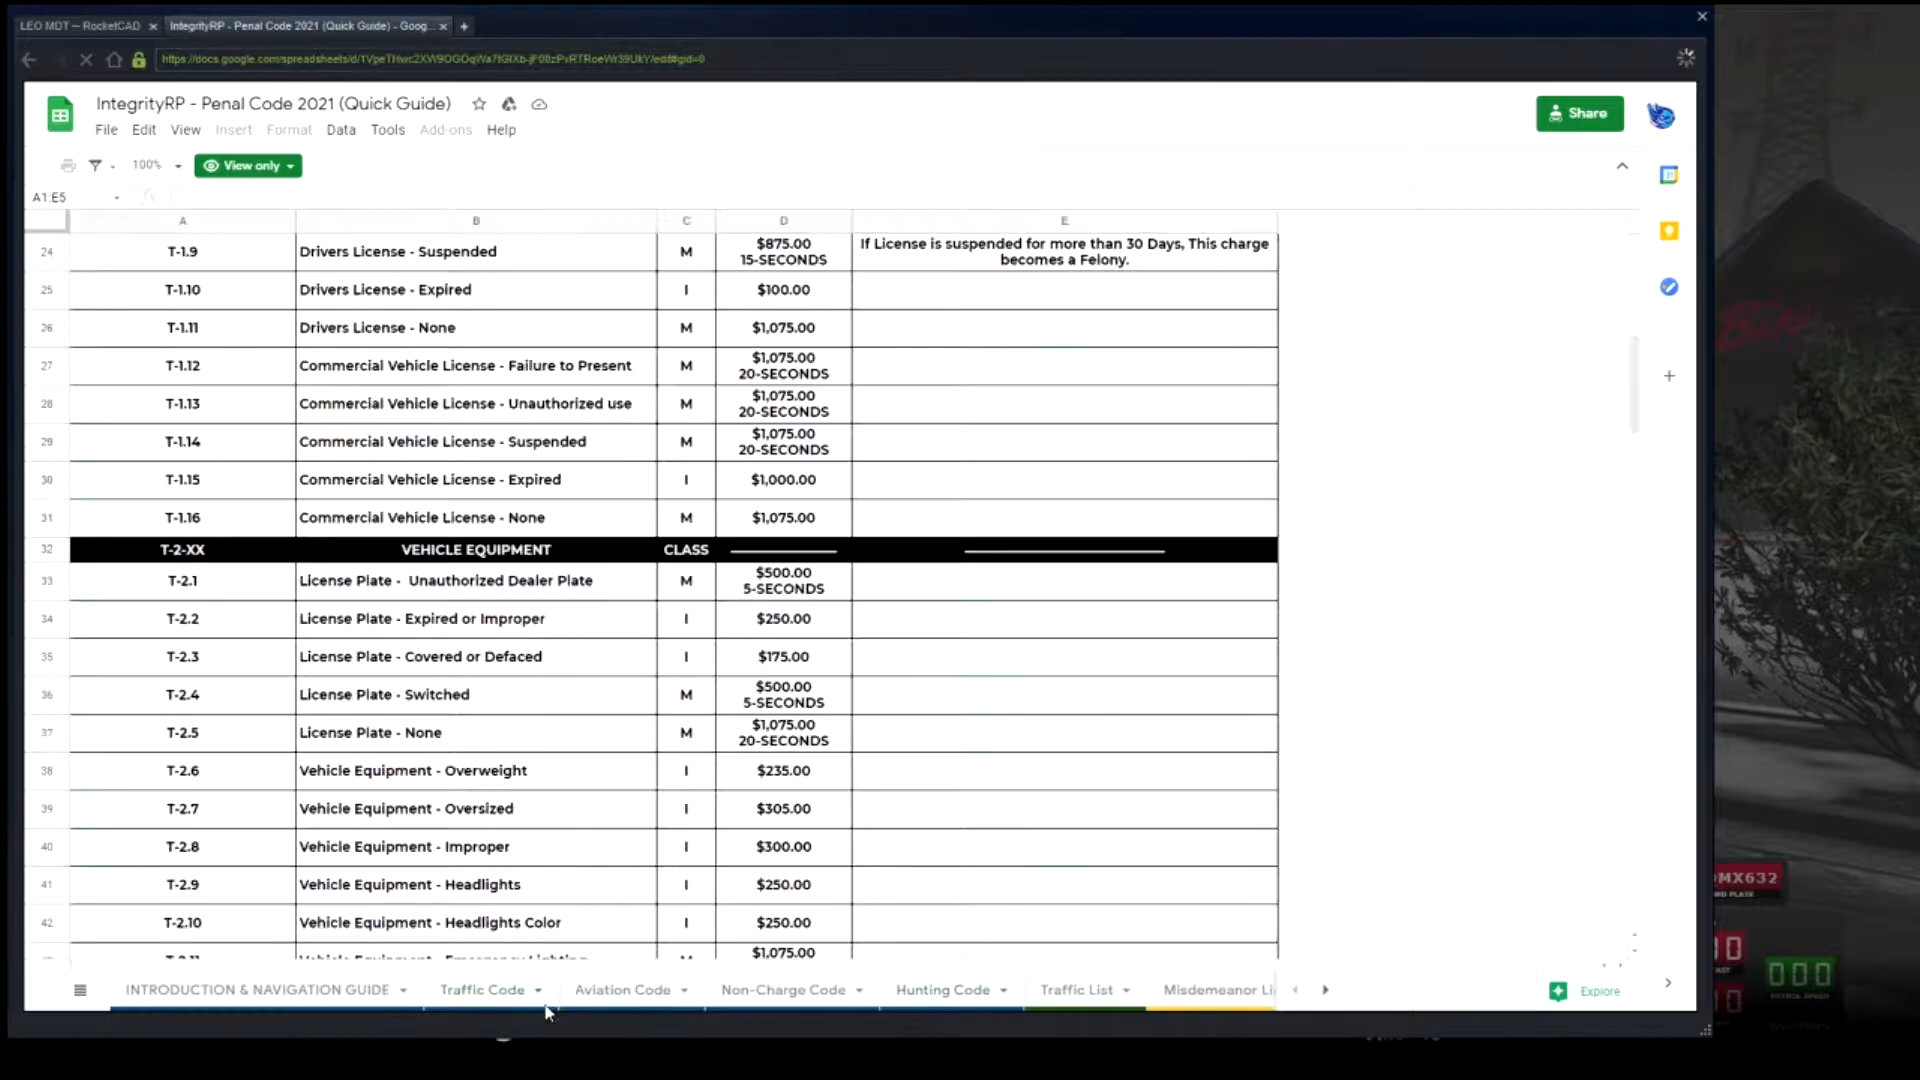 LEO MDT — RocketCAD
IntegrityRP - Penal Code 2021 (Quick Guide) - Goog...
IntegrityRP - Penal Code 2021 (Quick Guide)
File Edit View Insert Format Data Tools Add-ons Help
Share
100% View only
A1:E5
A B C D E
24 T-1.9 Drivers License - Suspended M $875.00 15-SECONDS If License is suspended for more than 30 Days, This charge becomes a Felony.
25 T-1.10 Drivers License - Expired I $100.00
26 T-1.11 Drivers License - None M $1,075.00
27 T-1.12 Commercial Vehicle License - Failure to Present M $1,075.00 20-SECONDS
28 T-1.13 Commercial Vehicle License - Unauthorized use M $1,075.00 20-SECONDS
29 T-1.14 Commercial Vehicle License - Suspended M $1,075.00 20-SECONDS
30 T-1.15 Commercial Vehicle License - Expired I $1,000.00
31 T-1.16 Commercial Vehicle License - None M $1,075.00
32 T-2-XX VEHICLE EQUIPMENT CLASS
33 T-2.1 License Plate - Unauthorized Dealer Plate M $500.00 5-SECONDS
34 T-2.2 License Plate - Expired or Improper I $250.00
35 T-2.3 License Plate - Covered or Defaced I $175.00
36 T-2.4 License Plate - Switched M $500.00 5-SECONDS
37 T-2.5 License Plate - None M $1,075.00 20-SECONDS
38 T-2.6 Vehicle Equipment - Overweight I $235.00
39 T-2.7 Vehicle Equipment - Oversized I $305.00
40 T-2.8 Vehicle Equipment - Improper I $300.00
41 T-2.9 Vehicle Equipment - Headlights I $250.00
42 T-2.10 Vehicle Equipment - Headlights Color I $250.00
$1,075.00
INTRODUCTION & NAVIGATION GUIDE Traffic Code Aviation Code Non-Charge Code Hunting Code Traffic List Misdemeanor Li
Explore
MX632
000
PATROL SPEED